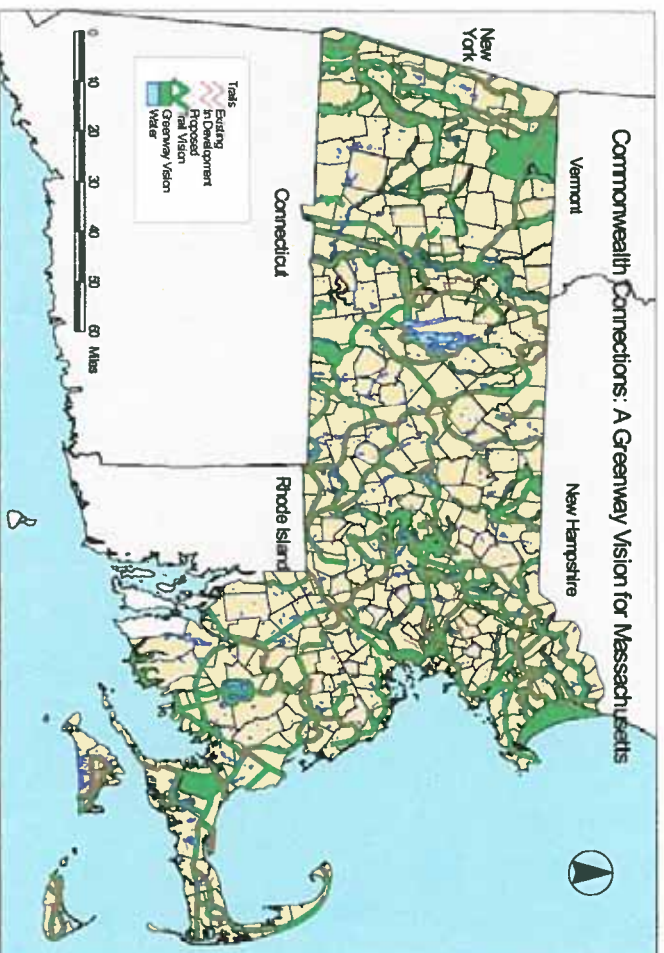 Commonwealth Connections: A Greenway Vision for Massachusetts
New
York
Vermont
New Hampshire
Connecticut
Rhode Island
Trails
Existing
In Development
Proposed
Trail Vision
Greenway Vision
Water
0 10 20 30 40 50 60 Miles